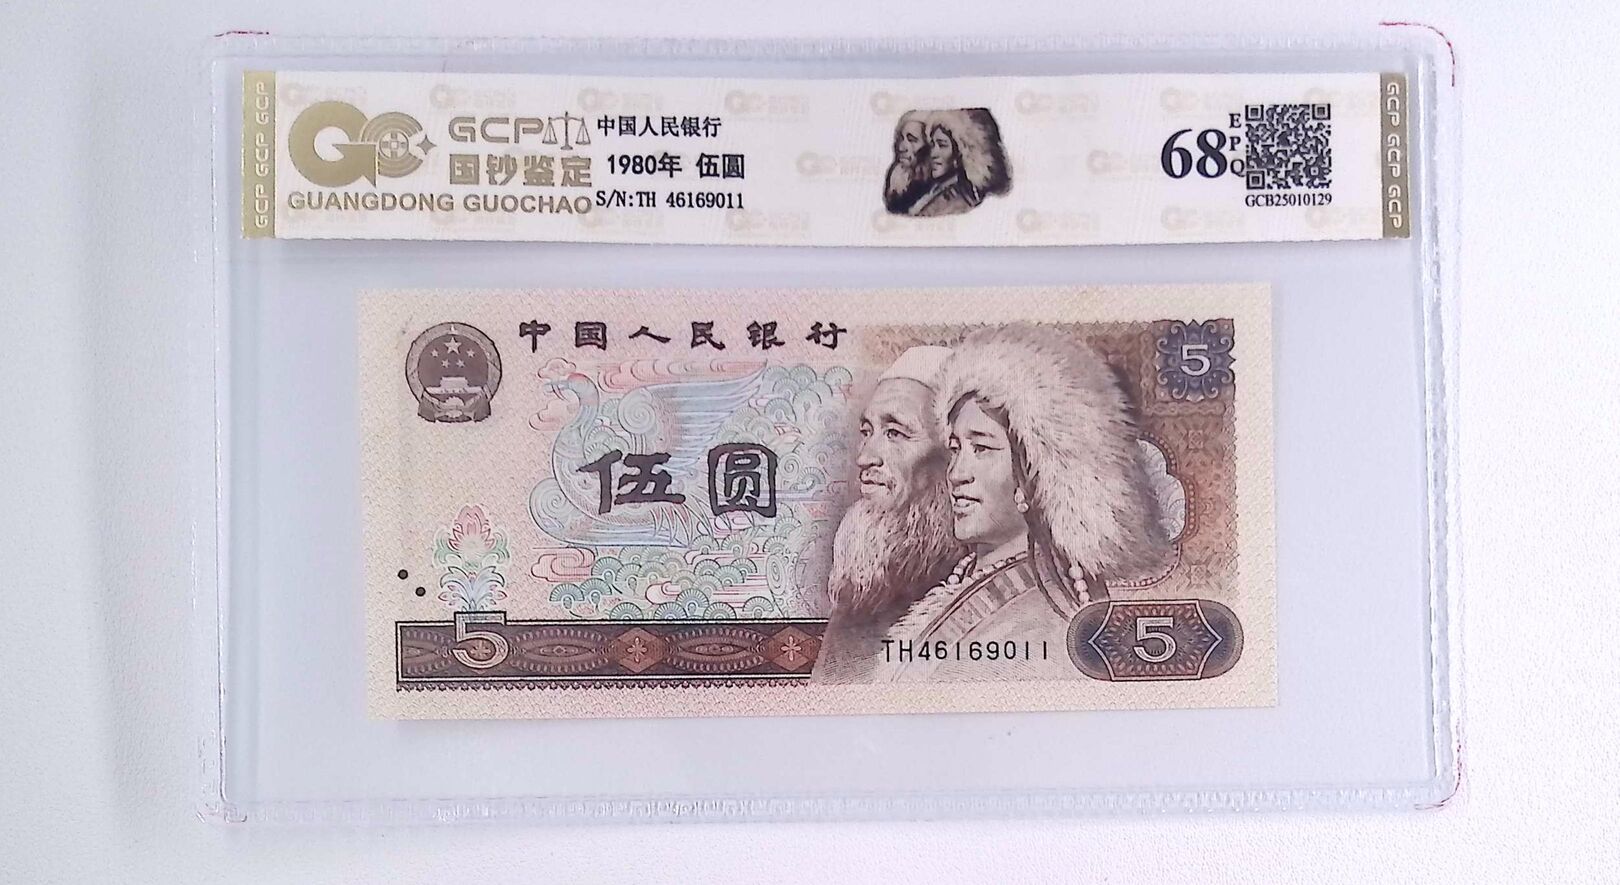 GCP GCP GCP
GCP
国钞鉴定
GUANGDONG GUOCHAO
中国人民银行
1980年 伍圆
S/N:TH 46169011
68
EPQ
GCB25010129
GCP GCP GCP
中国人民银行
5
伍圆
5
TH46169011
5